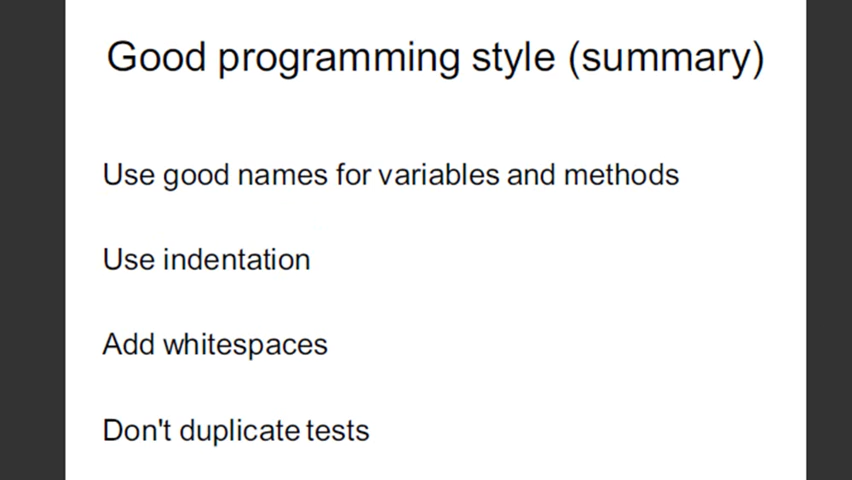 Good programming style (summary)
Use good names for variables and methods
Use indentation
Add whitespaces
Don't duplicate tests